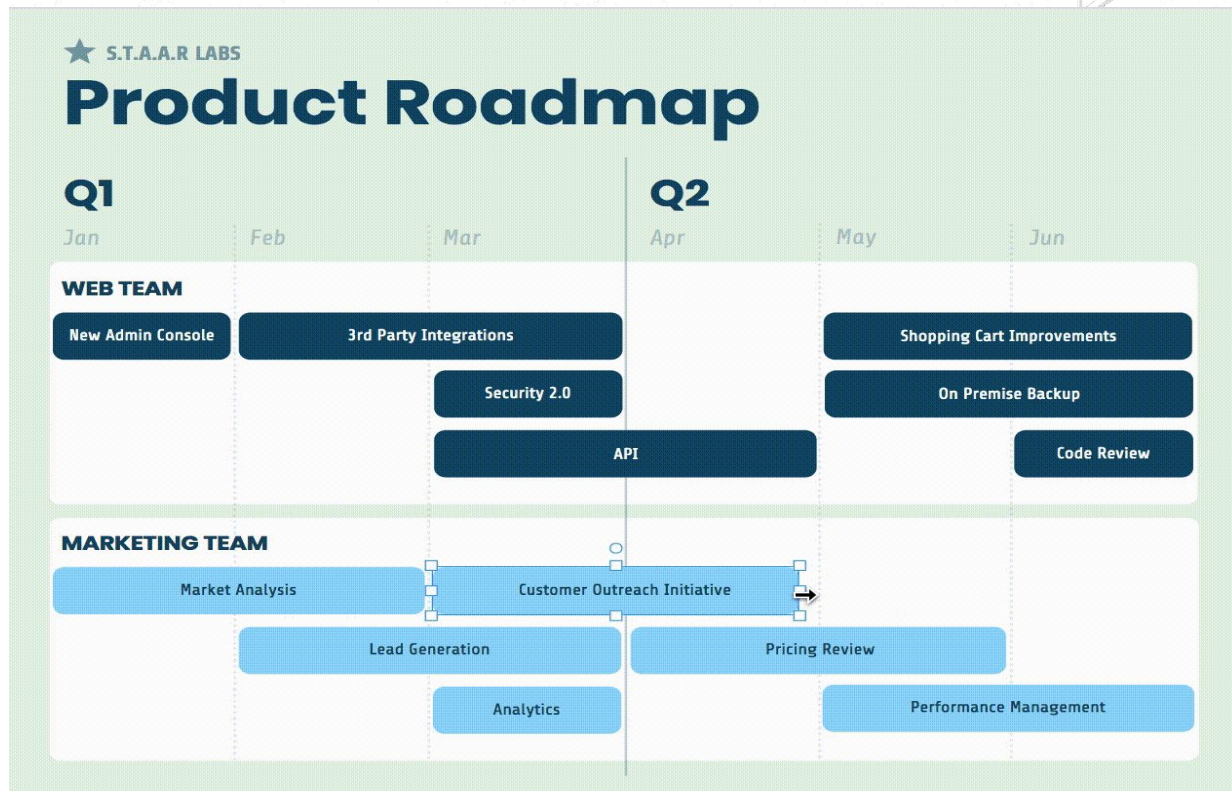 S.T.A.A.R LABS
Product Roadmap
Q1 Q2
Jan Feb Mar Apr May Jun
WEB TEAM
New Admin Console 3rd Party Integrations Shopping Cart Improvements
Security 2.0 On Premise Backup
API Code Review
MARKETING TEAM
Market Analysis Customer Outreach Initiative
Lead Generation Pricing Review
Analytics Performance Management